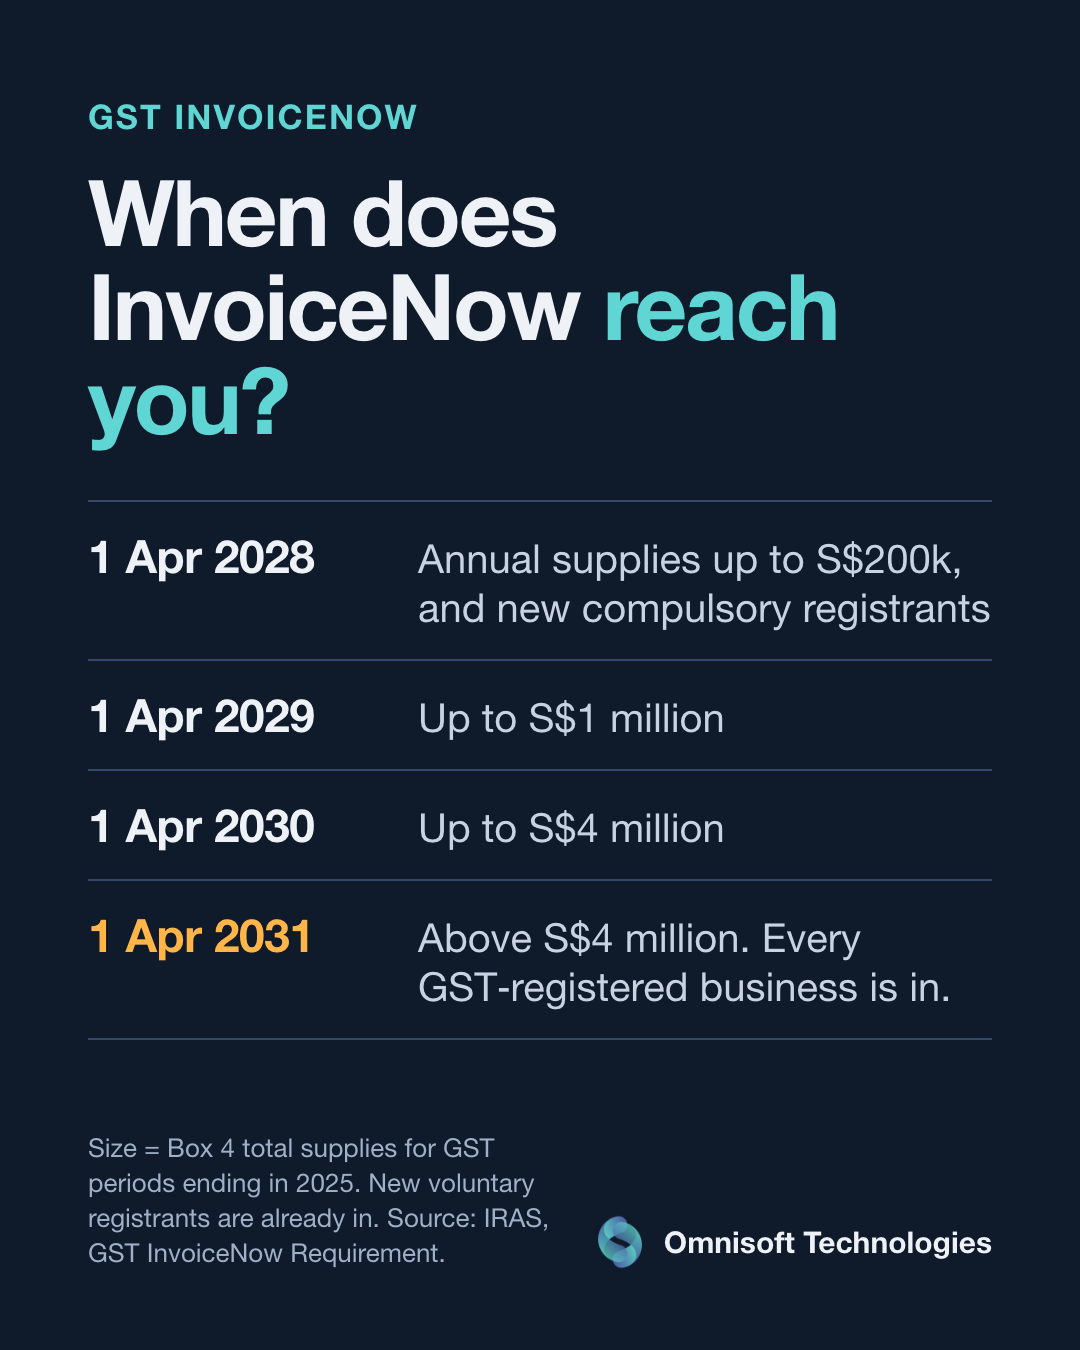 GST INVOICENOW
When does
InvoiceNow reach
you?
1 Apr 2028
Annual supplies up to S$200k,
and new compulsory registrants
1 Apr 2029
Up to S$1 million
1 Apr 2030
Up to S$4 million
1 Apr 2031
Above S$4 million. Every
GST-registered business is in.
Size = Box 4 total supplies for GST
periods ending in 2025. New voluntary
registrants are already in. Source: IRAS,
GST InvoiceNow Requirement.
Omnisoft Technologies